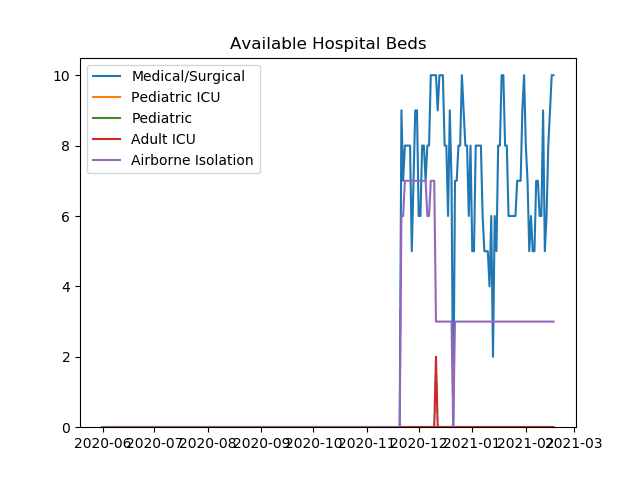 Available Hospital Beds
Medical/Surgical
Pediatric ICU
Pediatric
Adult ICU
Airborne Isolation
10
8
6
4
2
0
2020-06 2020-07 2020-08 2020-09 2020-10 2020-11 2020-12 2021-01 2021-02 2021-03